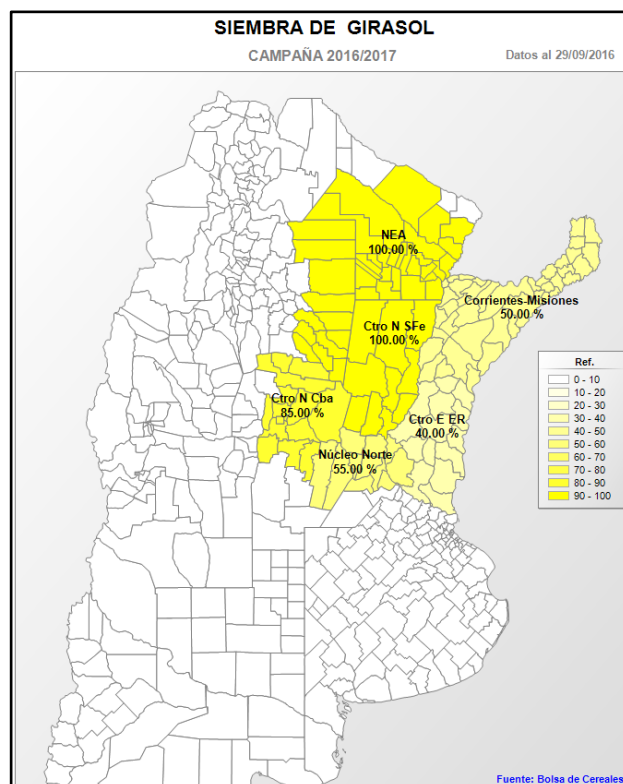 SIEMBRA DE GIRASOL
CAMPAÑA 2016/2017
Datos al 29/09/2016
NEA
100.00 %
Corrientes-Misiones
50.00 %
Ctro N SFe
100.00 %
Ctro N Cba
85.00 %
Ctro E ER
40.00 %
Núcleo Norte
55.00 %
Ref.
0 - 10
10 - 20
20 - 30
30 - 40
40 - 50
50 - 60
60 - 70
70 - 80
80 - 90
90 - 100
Fuente: Bolsa de Cereales